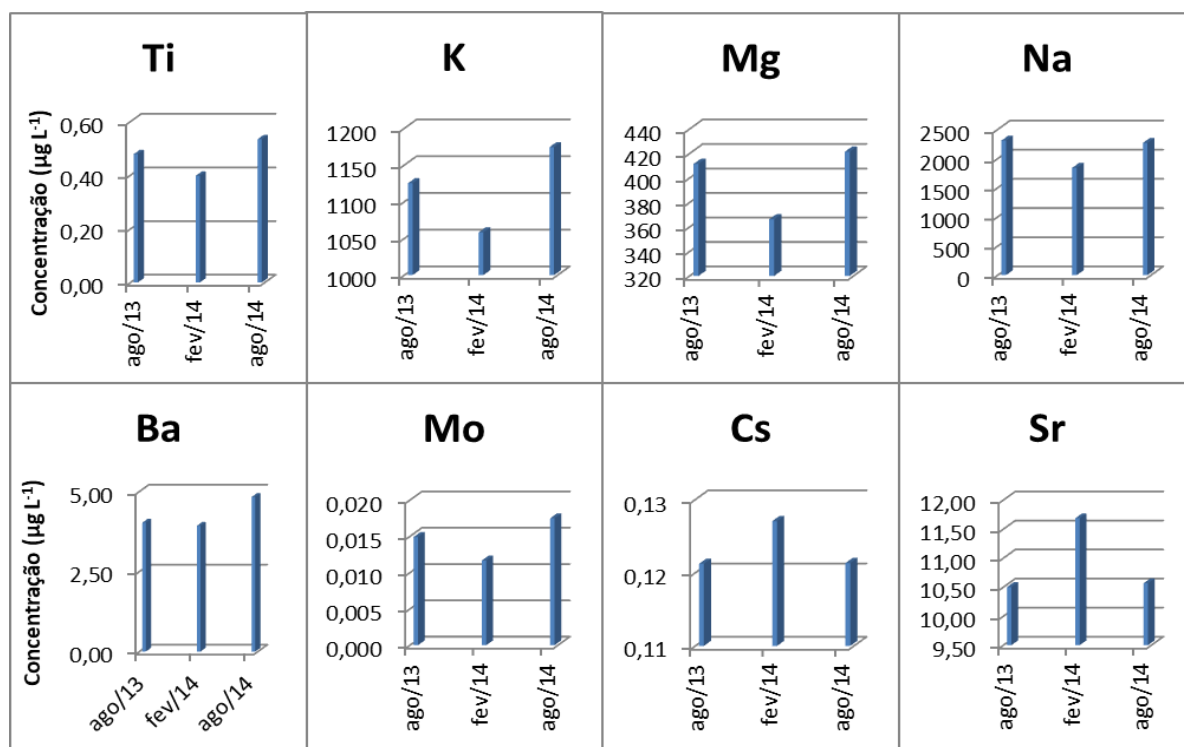 Ti
Concentração (µg L⁻¹)
0,60
0,40
0,20
0,00
ago/13
fev/14
ago/14
K
1200
1150
1100
1050
1000
ago/13
fev/14
ago/14
Mg
440
420
400
380
360
340
320
ago/13
fev/14
ago/14
Na
2500
2000
1500
1000
500
0
ago/13
fev/14
ago/14
Ba
Concentração (µg L⁻¹)
5,00
2,50
0,00
ago/13
fev/14
ago/14
Mo
0,020
0,015
0,010
0,005
0,000
ago/13
fev/14
ago/14
Cs
0,13
0,12
0,11
ago/13
fev/14
ago/14
Sr
12,00
11,50
11,00
10,50
10,00
9,50
ago/13
fev/14
ago/14